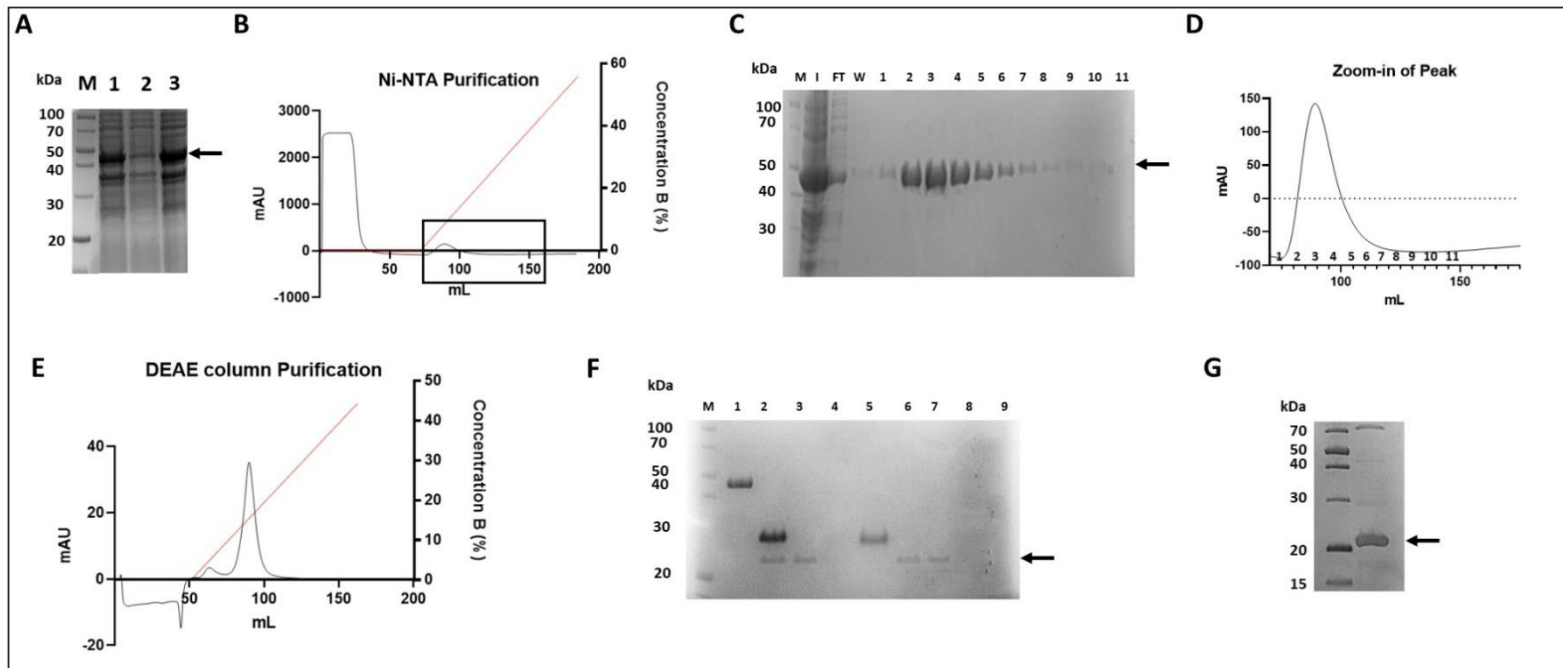 A
kDa M 1 2 3
100
70
50
40
30
20
B
Ni-NTA Purification
3000
2000
1000
0
-1000
mAU
50 100 150 200
mL
60
40
20
0
Concentration B (%)
C
kDa M I FT W 1 2 3 4 5 6 7 8 9 10 11
100
70
50
40
30
D
Zoom-in of Peak
150
100
50
0
-50
-100
mAU
1 2 3 4 5 6 7 8 9 10 11
100 150
mL
E
DEAE column Purification
40
20
0
-20
mAU
50 100 150 200
mL
50
40
30
20
10
0
Concentration B (%)
F
kDa
M 1 2 3 4 5 6 7 8 9
100
70
50
40
30
20
G
kDa
70
50
40
30
20
15